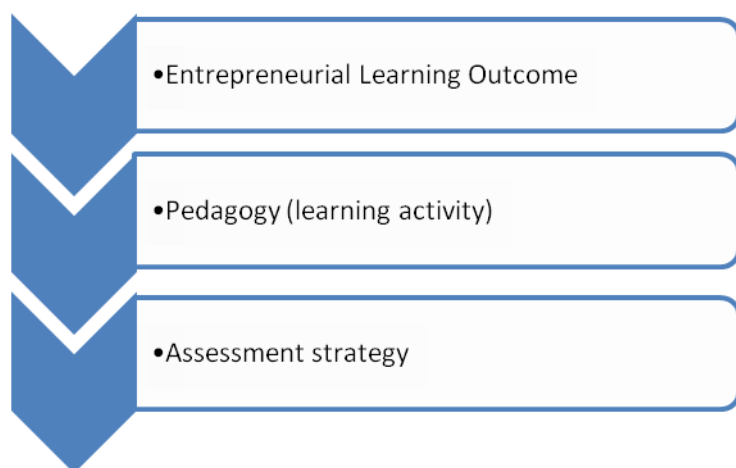 •Entrepreneurial Learning Outcome
•Pedagogy (learning activity)
•Assessment strategy